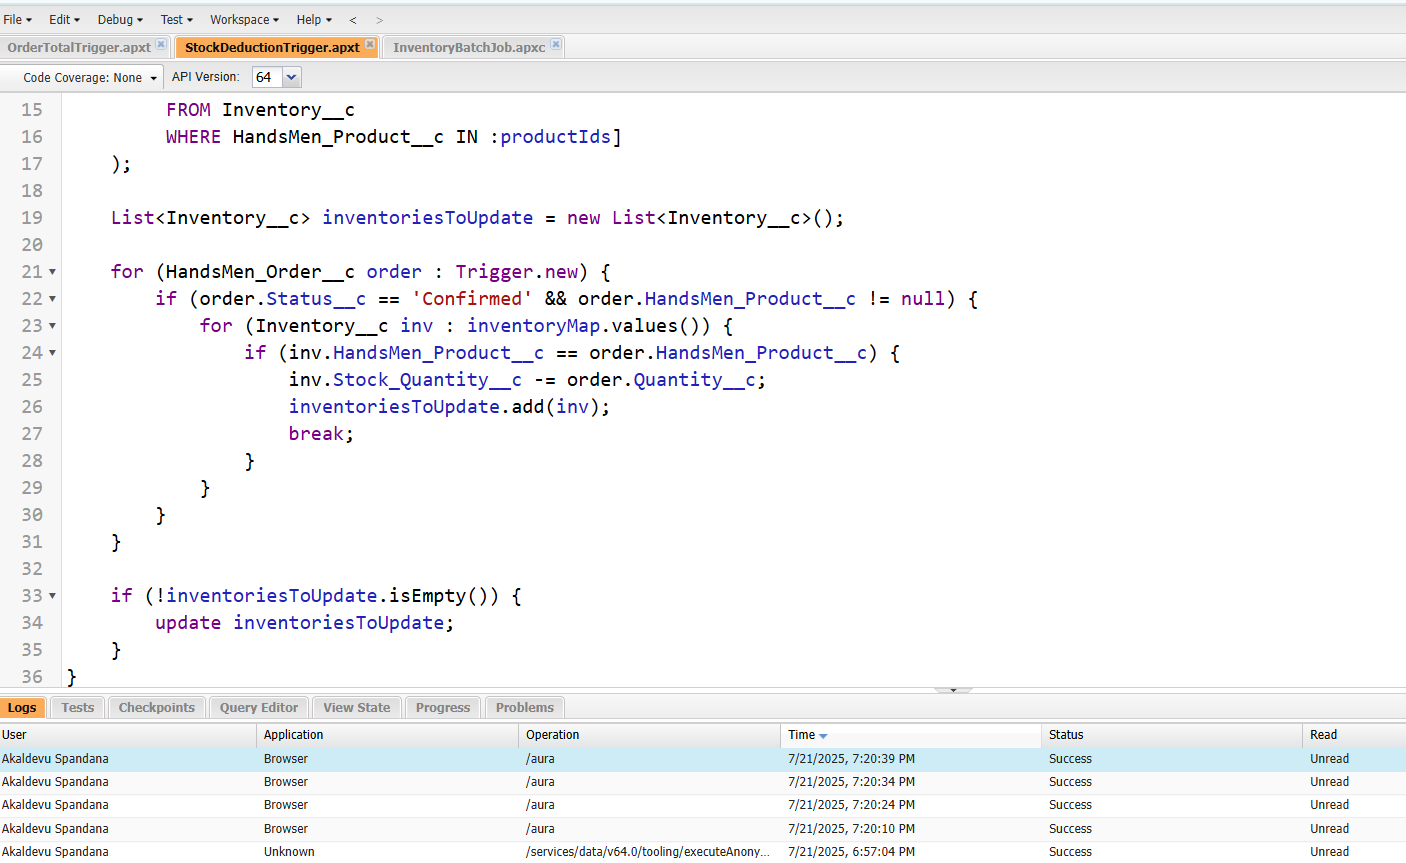 File Edit Debug Test Workspace Help < >
OrderTotalTrigger.apxt StockDeductionTrigger.apxt InventoryBatchJob.apxc
Code Coverage: None API Version: 64
15 FROM Inventory__c
16 WHERE HandsMen_Product__c IN :productIds]
17 );
18
19 List<Inventory__c> inventoriesToUpdate = new List<Inventory__c>();
20
21 for (HandsMen_Order__c order : Trigger.new) {
22 if (order.Status__c == 'Confirmed' && order.HandsMen_Product__c != null) {
23 for (Inventory__c inv : inventoryMap.values()) {
24 if (inv.HandsMen_Product__c == order.HandsMen_Product__c) {
25 inv.Stock_Quantity__c -= order.Quantity__c;
26 inventoriesToUpdate.add(inv);
27 break;
28 }
29 }
30 }
31 }
32
33 if (!inventoriesToUpdate.isEmpty()) {
34 update inventoriesToUpdate;
35 }
36 }
Logs Tests Checkpoints Query Editor View State Progress Problems
User Application Operation Time Status Read
Akaldevu Spandana Browser /aura 7/21/2025, 7:20:39 PM Success Unread
Akaldevu Spandana Browser /aura 7/21/2025, 7:20:34 PM Success Unread
Akaldevu Spandana Browser /aura 7/21/2025, 7:20:24 PM Success Unread
Akaldevu Spandana Browser /aura 7/21/2025, 7:20:10 PM Success Unread
Akaldevu Spandana Unknown /services/data/v64.0/tooling/executeAnony... 7/21/2025, 6:57:04 PM Success Unread